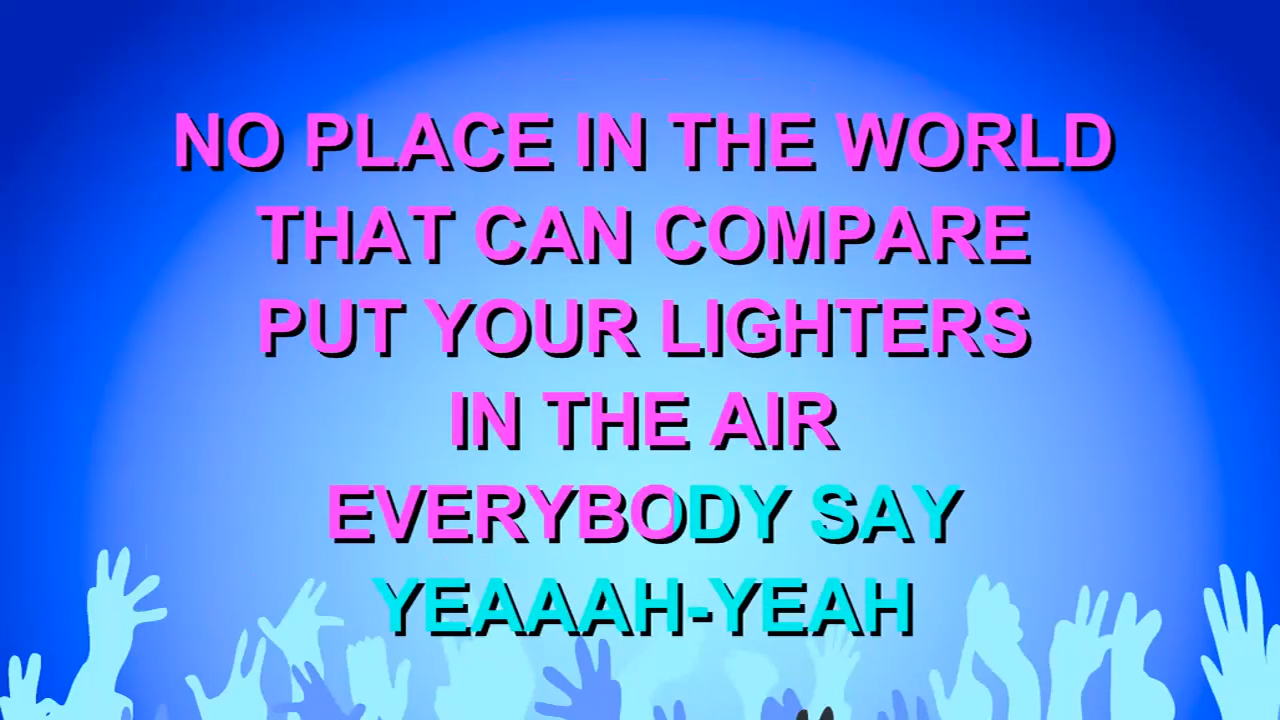 NO PLACE IN THE WORLD
THAT CAN COMPARE
PUT YOUR LIGHTERS
IN THE AIR
EVERYBODY SAY
YEAAAH-YEAH